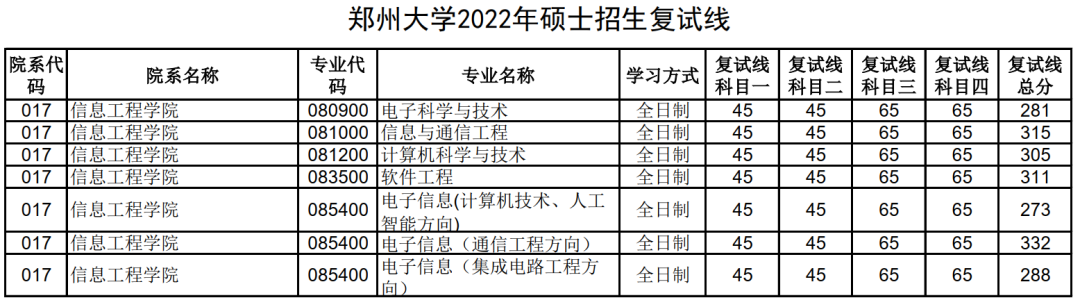 郑州大学2022年硕士招生复试线
院系代码 院系名称 专业代码 专业名称 学习方式 复试线科目一 复试线科目二 复试线科目三 复试线科目四 复试线总分
017 信息工程学院 080900 电子科学与技术 全日制 45 45 65 65 281
017 信息工程学院 081000 信息与通信工程 全日制 45 45 65 65 315
017 信息工程学院 081200 计算机科学与技术 全日制 45 45 65 65 305
017 信息工程学院 083500 软件工程 全日制 45 45 65 65 311
017 信息工程学院 085400 电子信息(计算机技术、人工智能方向) 全日制 45 45 65 65 273
017 信息工程学院 085400 电子信息（通信工程方向） 全日制 45 45 65 65 332
017 信息工程学院 085400 电子信息（集成电路工程方向） 全日制 45 45 65 65 288